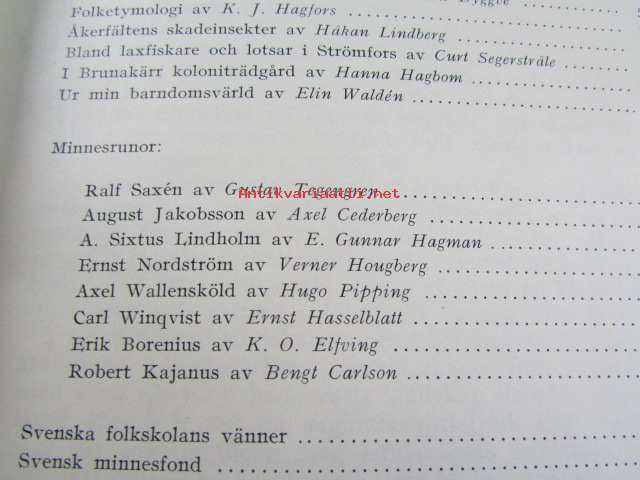 Folketymologi av K. J. Hagfors
Åkerfältens skadeinsekter av Håkan Lindberg
Bland laxfiskare och lotsar i Strömfors av Curt Segerstråle
I Brunakärr koloniträdgård av Hanna Hagbom
Ur min barndomsvärld av Elin Waldén
Minnesrunor:
Ralf Saxén av Gustav Tegengren
Antikvariaatti.net
August Jakobsson av Axel Cederberg
A. Sixtus Lindholm av E. Gunnar Hagman
Ernst Nordström av Verner Hougberg
Axel Wallensköld av Hugo Pipping
Carl Winqvist av Ernst Hasselblatt
Erik Borenius av K. O. Elfving
Robert Kajanus av Bengt Carlson
Svenska folkskolans vänner
Svensk minnesfond